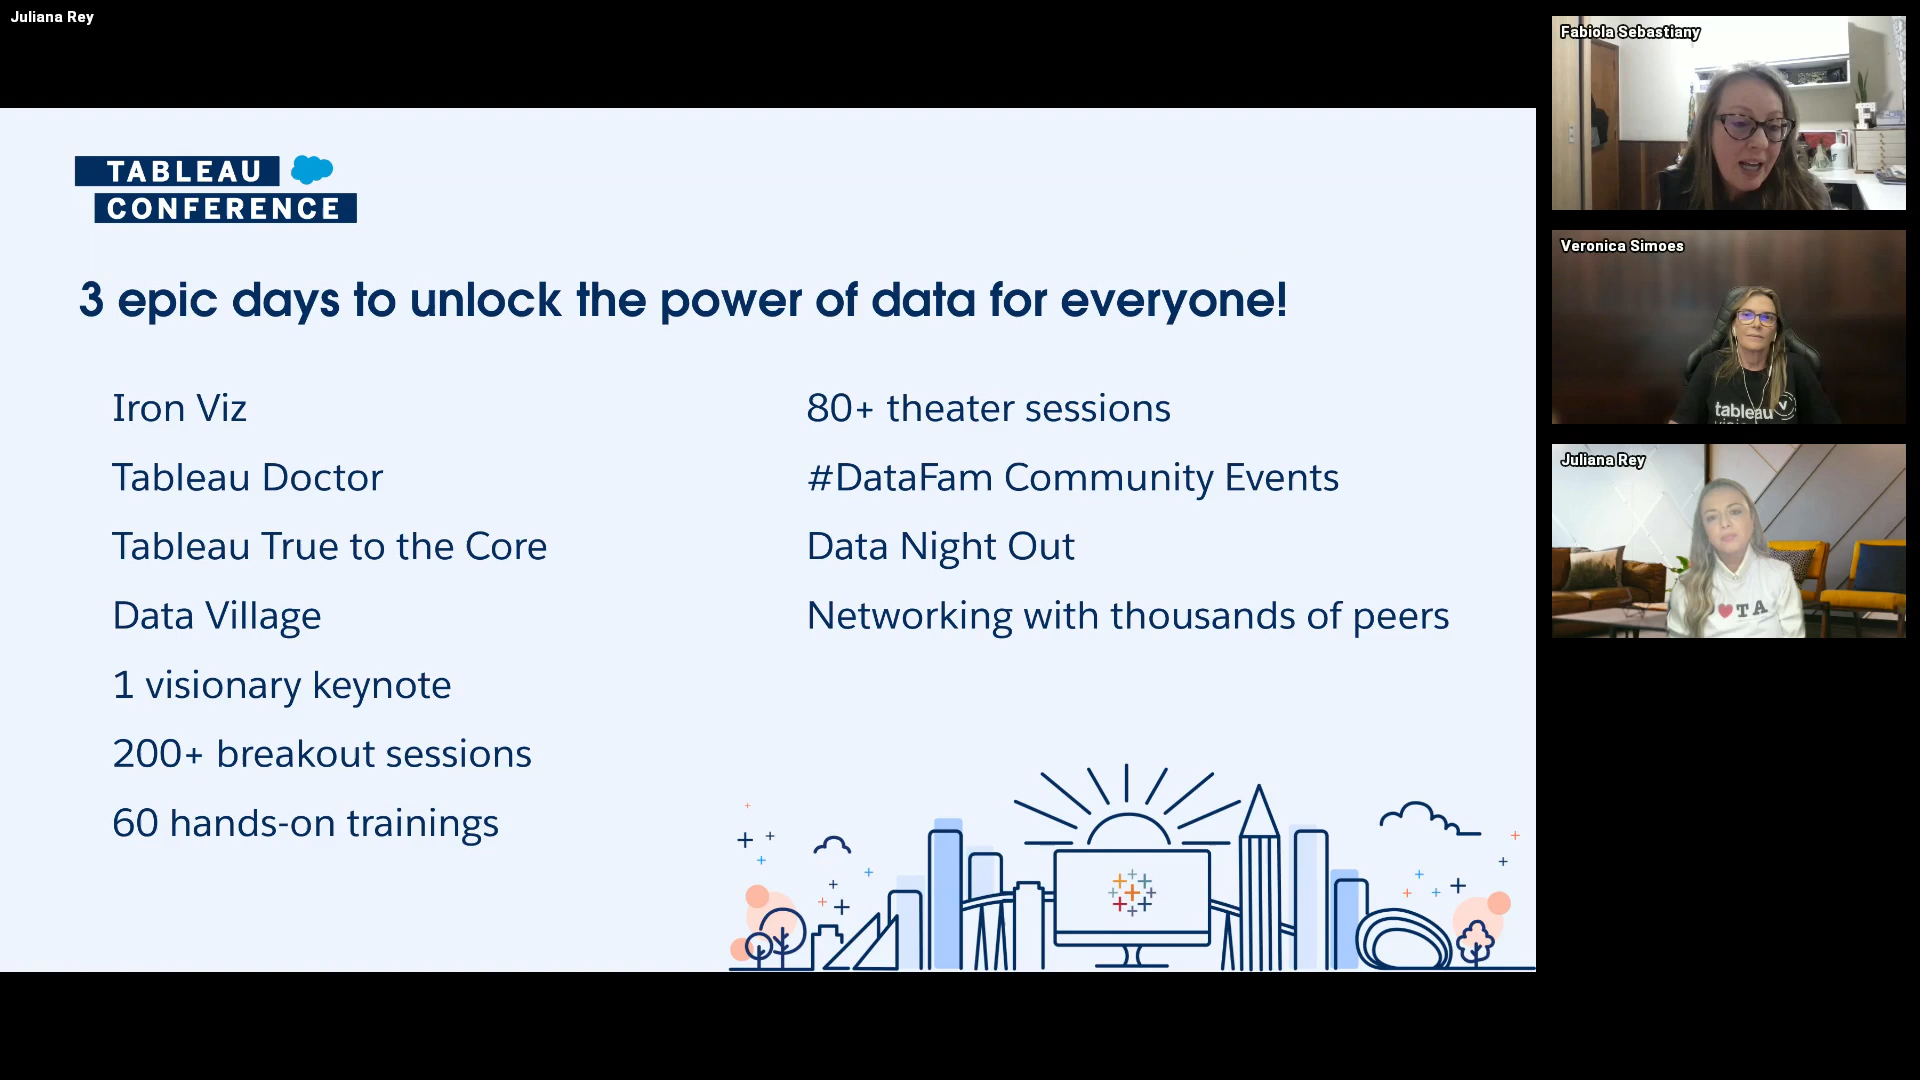 Juliana Rey
TABLEAU
CONFERENCE
3 epic days to unlock the power of data for everyone!
Iron Viz
Tableau Doctor
Tableau True to the Core
Data Village
1 visionary keynote
200+ breakout sessions
60 hands-on trainings
80+ theater sessions
#DataFam Community Events
Data Night Out
Networking with thousands of peers
Fabiola Sebastiany
Veronica Simoes
tableau
Juliana Rey
TA